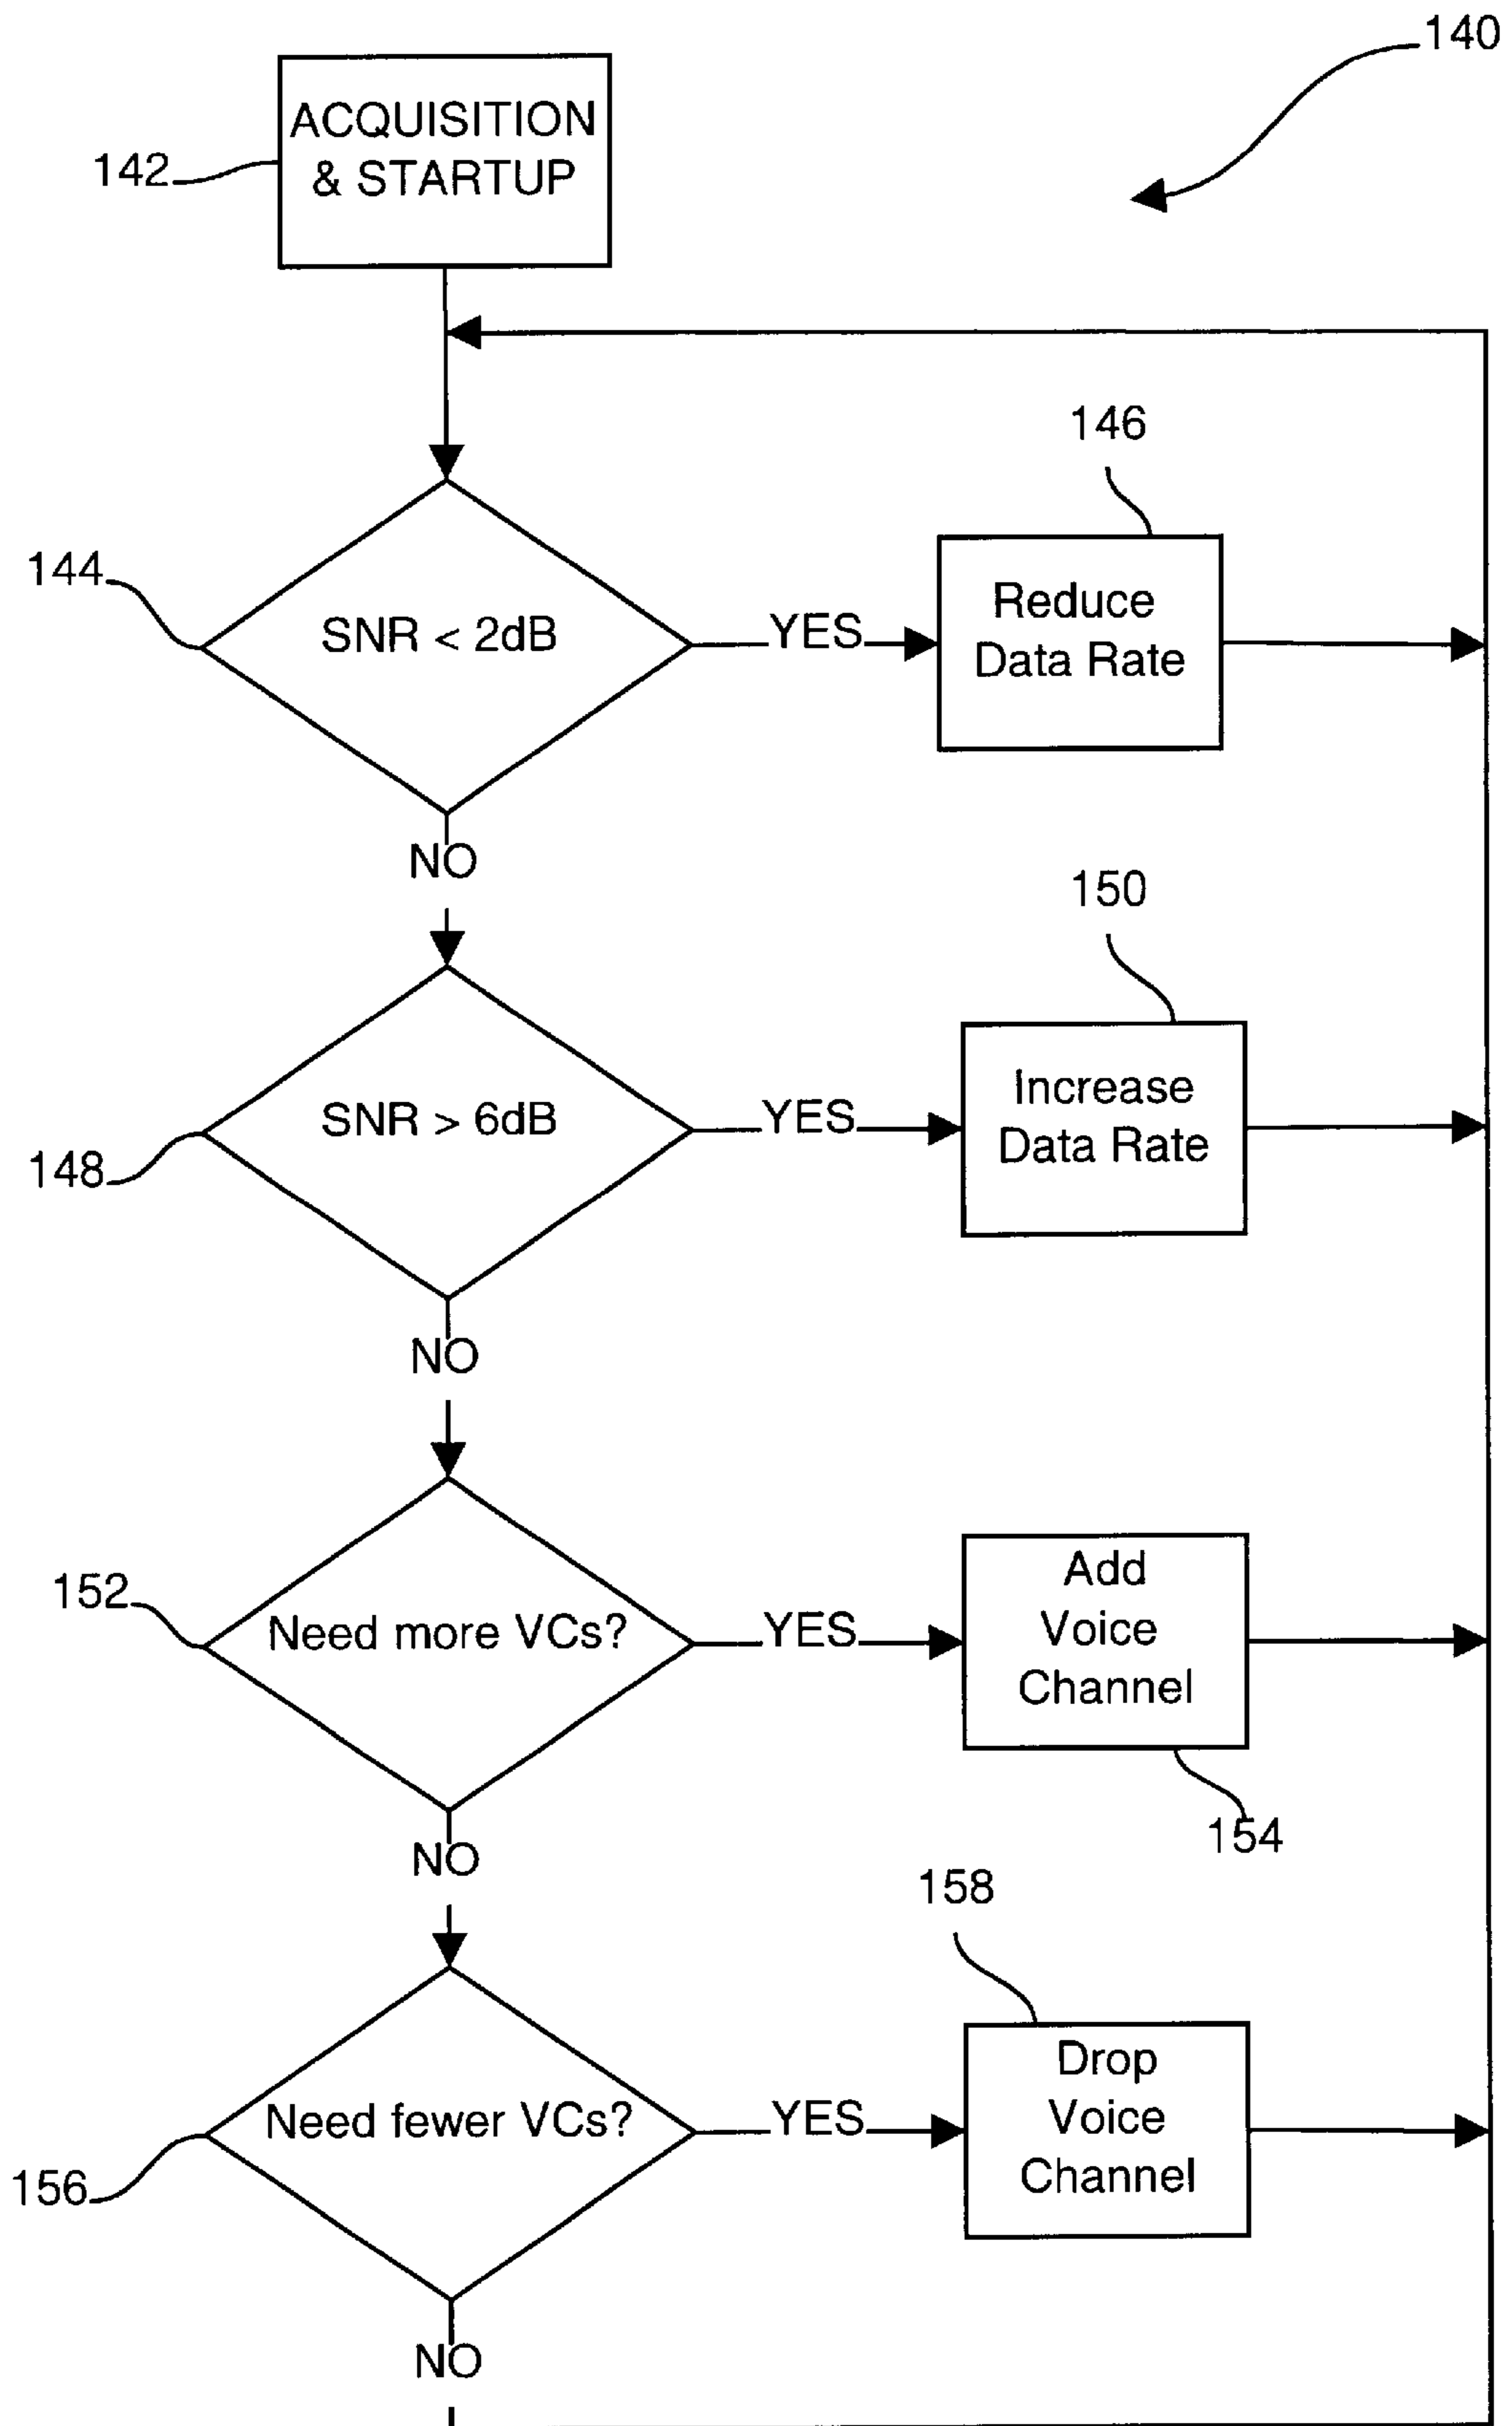 140
ACQUISITION
& STARTUP
142
146
144
SNR < 2dB
YES
Reduce
Data Rate
NO
150
148
SNR > 6dB
YES
Increase
Data Rate
NO
152
Need more VCs?
YES
Add
Voice
Channel
154
NO
158
156
Need fewer VCs?
YES
Drop
Voice
Channel
NO